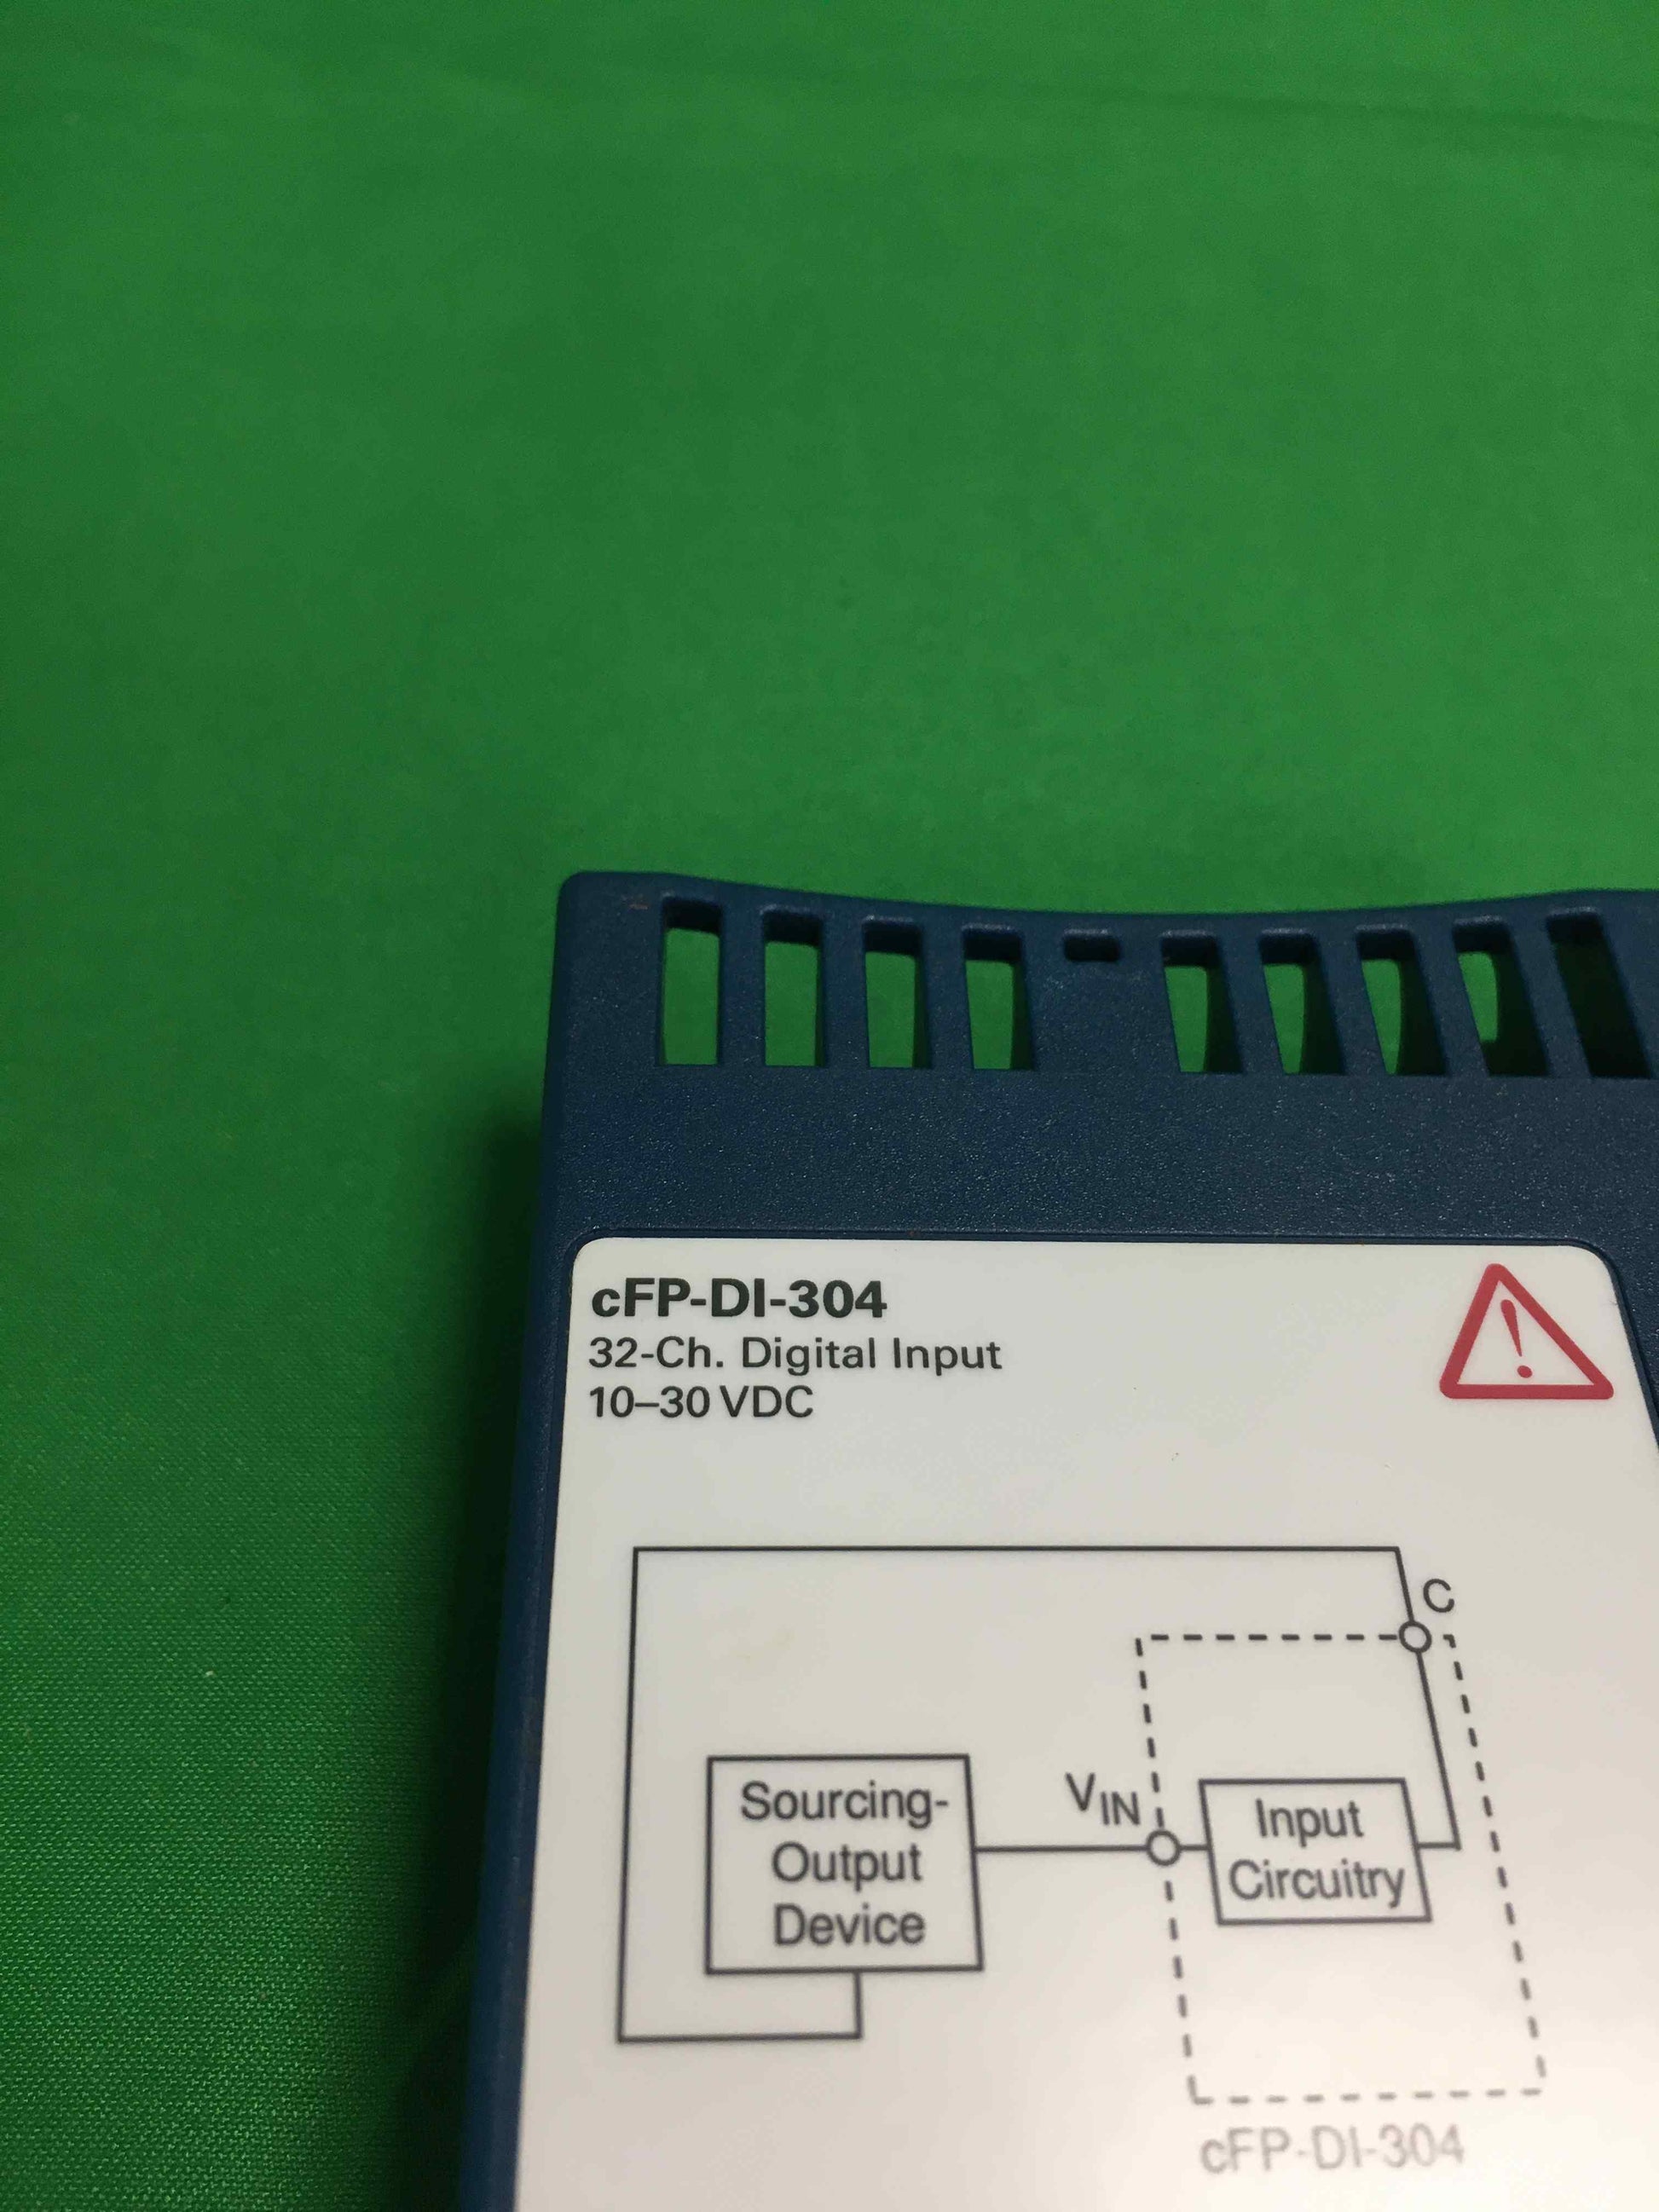 cFP-DI-304
32-Ch. Digital Input
10–30 VDC
!
C
VIN
Sourcing-
Output
Device
Input
Circuitry
cFP-DI-304